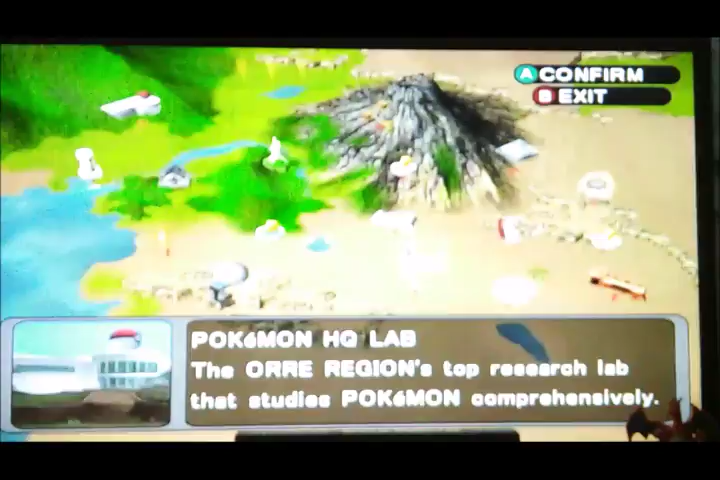 A CONFIRM
B EXIT
POKéMON HQ LAB
The ORRE REGION's top research lab
that studies POKéMON comprehensively.